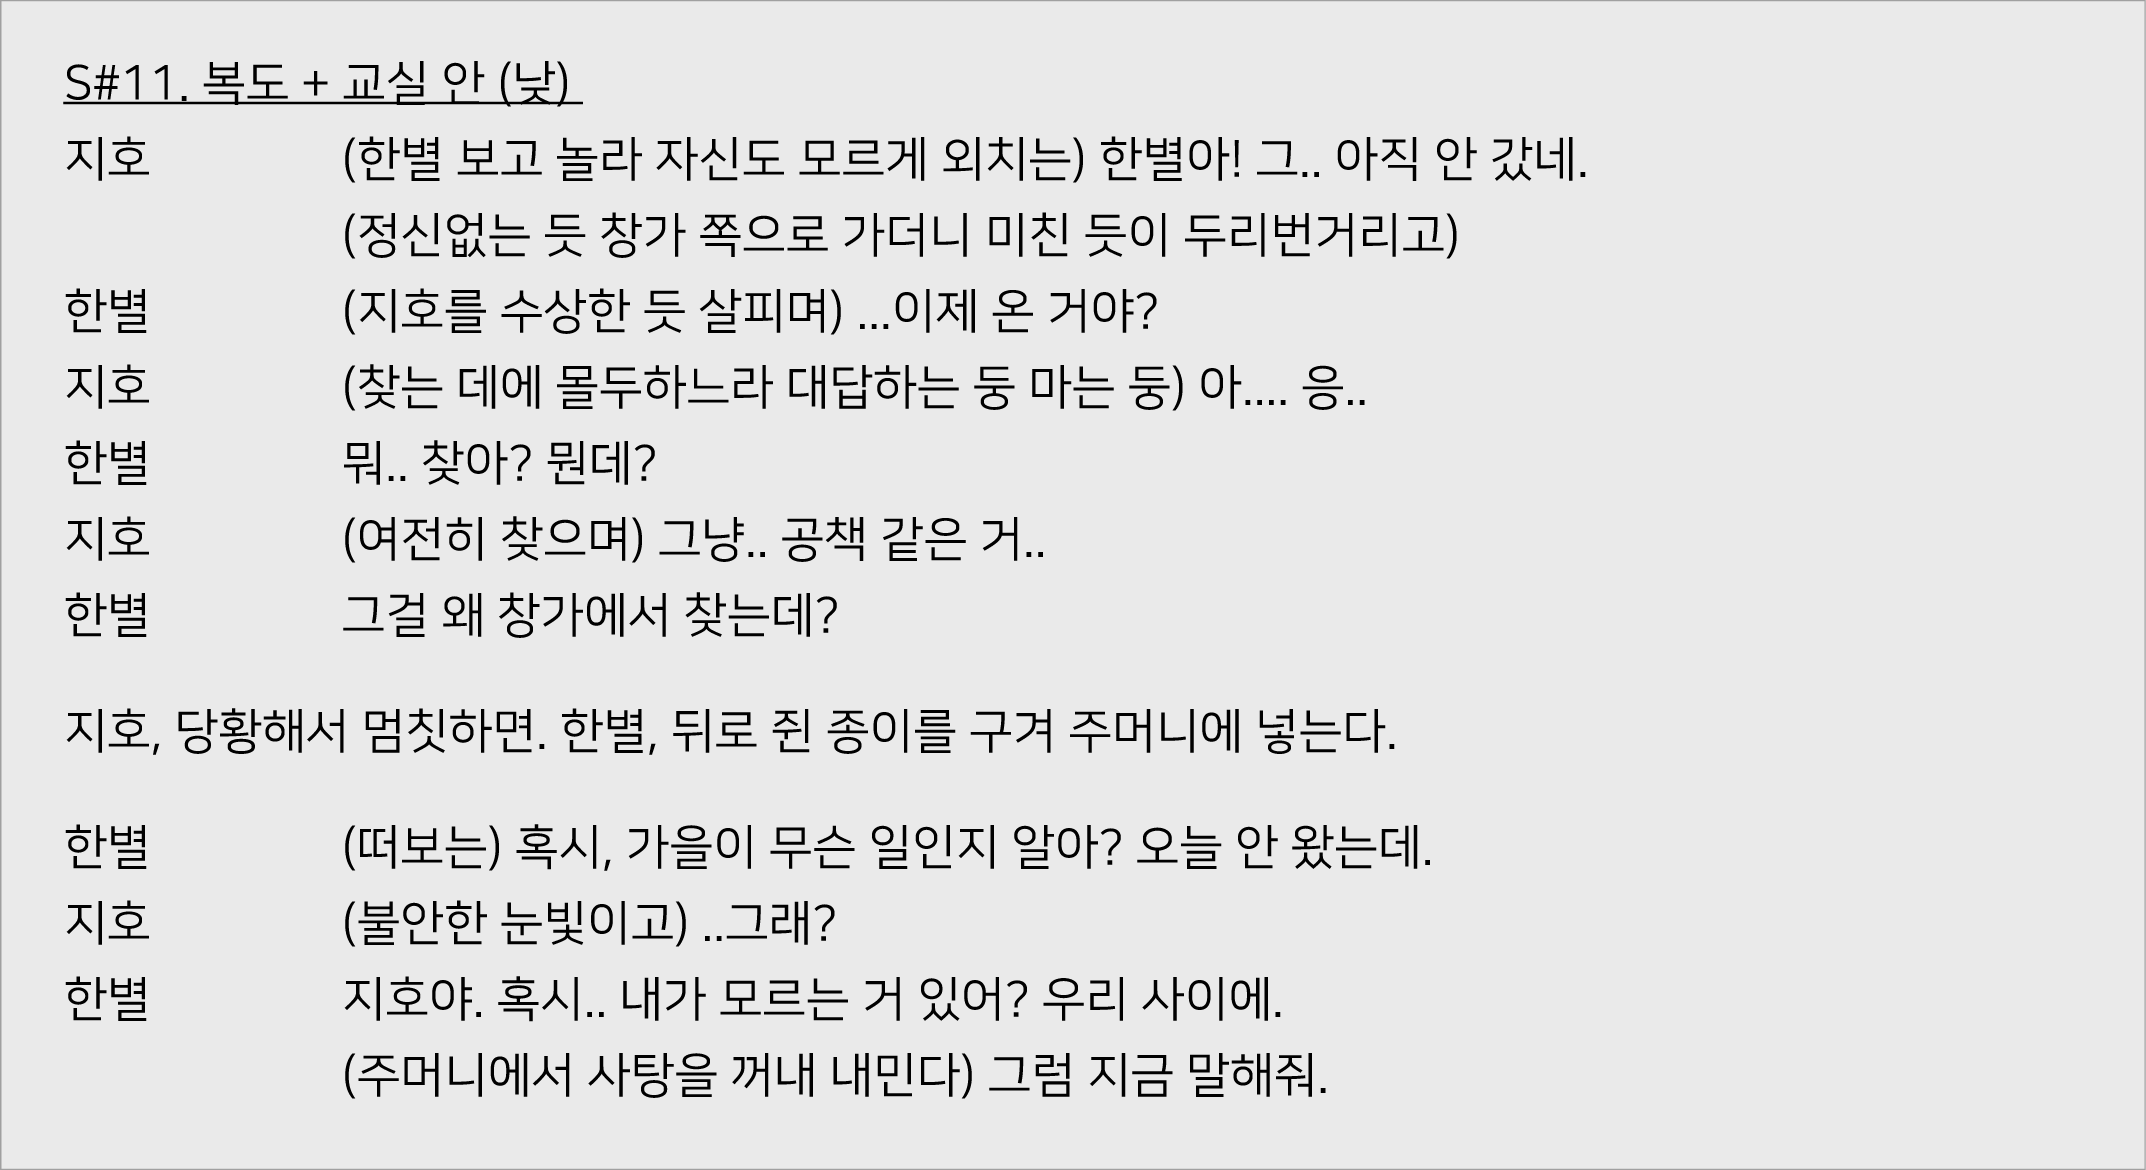 S#11. 복도 + 교실 안 (낮)
지호 (한별 보고 놀라 자신도 모르게 외치는) 한별아! 그.. 아직 안 갔네.
(정신없는 듯 창가 쪽으로 가더니 미친 듯이 두리번거리고)
한별 (지호를 수상한 듯 살피며) ...이제 온 거야?
지호 (찾는 데에 몰두하느라 대답하는 둥 마는 둥) 아.... 응..
한별 뭐.. 찾아? 뭔데?
지호 (여전히 찾으며) 그냥.. 공책 같은 거..
한별 그걸 왜 창가에서 찾는데?
지호, 당황해서 멈칫하면. 한별, 뒤로 쥔 종이를 구겨 주머니에 넣는다.
한별 (떠보는) 혹시, 가을이 무슨 일인지 알아? 오늘 안 왔는데.
지호 (불안한 눈빛이고) ..그래?
한별 지호야. 혹시.. 내가 모르는 거 있어? 우리 사이에.
(주머니에서 사탕을 꺼내 내민다) 그럼 지금 말해줘.